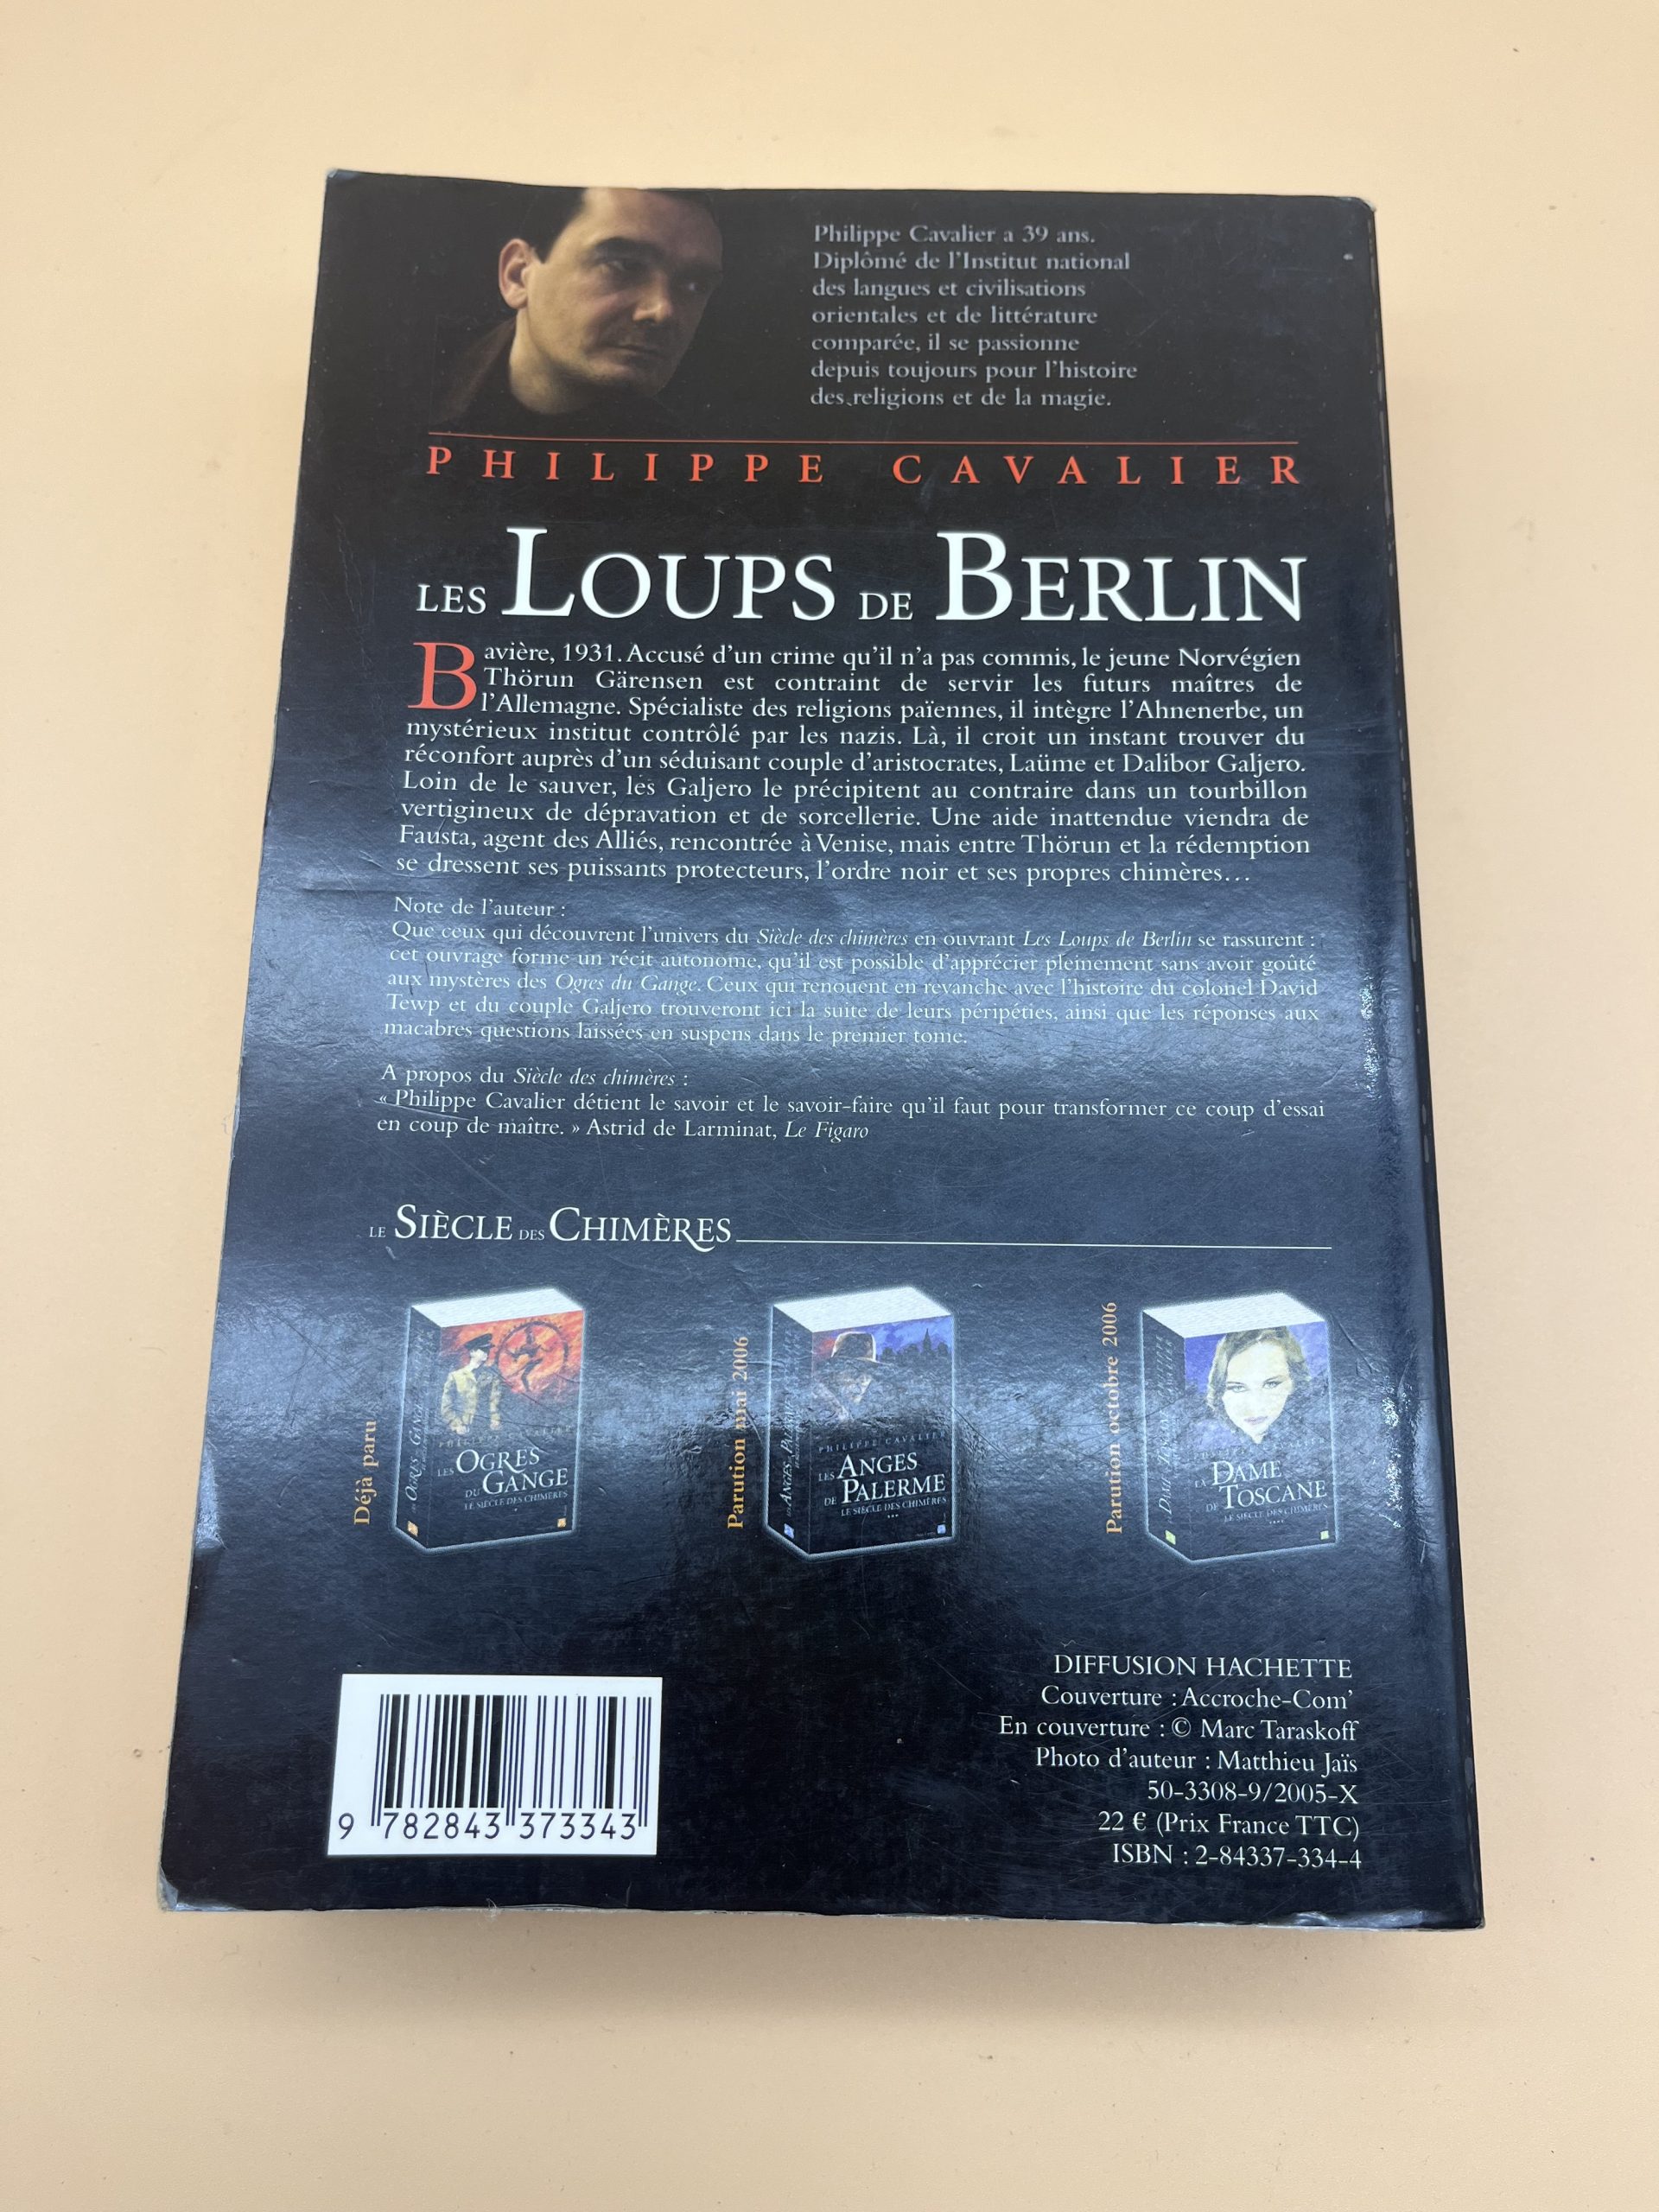 Philippe Cavalier a 39 ans.
Diplômé de l'Institut national
des langues et civilisations
orientales et de littérature
comparée, il se passionne
depuis toujours pour l'histoire
des religions et de la magie.
PHILIPPE CAVALIER
LES LOUPS DE BERLIN
Bavière, 1931. Accusé d'un crime qu'il n'a pas commis, le jeune Norvégien
Thörun Gärensen est contraint de servir les futurs maîtres de
l'Allemagne. Spécialiste des religions païennes, il intègre l'Ahnenerbe, un
mystérieux institut contrôlé par les nazis. Là, il croit un instant trouver du
réconfort auprès d'un séduisant couple d'aristocrates, Laüme et Dalibor Galjero.
Loin de le sauver, les Galjero le précipitent au contraire dans un tourbillon
vertigineux de dépravation et de sorcellerie. Une aide inattendue viendra de
Fausta, agent des Alliés, rencontrée à Venise, mais entre Thörun et la rédemption
se dressent ses puissants protecteurs, l'ordre noir et ses propres chimères…
Note de l'auteur :
Que ceux qui découvrent l'univers du Siècle des chimères en ouvrant Les Loups de Berlin se rassurent :
cet ouvrage forme un récit autonome, qu'il est possible d'apprécier pleinement sans avoir goûté
aux mystères des Ogres du Gange. Ceux qui renouent en revanche avec l'histoire du colonel David
Tewp et du couple Galjero trouveront ici la suite de leurs péripéties, ainsi que les réponses aux
macabres questions laissées en suspens dans le premier tome.
A propos du Siècle des chimères :
« Philippe Cavalier détient le savoir et le savoir-faire qu'il faut pour transformer ce coup d'essai
en coup de maître. » Astrid de Larminat, Le Figaro
LE SIÈCLE DES CHIMÈRES
Déjà paru
PHILIPPE CAVALIER
LES OGRES
DU GANGE
LE SIÈCLE DES CHIMÈRES
Parution mai 2006
PHILIPPE CAVALIER
LES ANGES
DE PALERME
LE SIÈCLE DES CHIMÈRES
Parution octobre 2006
PHILIPPE CAVALIER
LA DAME
DE TOSCANE
LE SIÈCLE DES CHIMÈRES
9 782843 373343
DIFFUSION HACHETTE
Couverture : Accroche-Com'
En couverture : © Marc Taraskoff
Photo d'auteur : Matthieu Jaïs
50-3308-9/2005-X
22 € (Prix France TTC)
ISBN : 2-84337-334-4